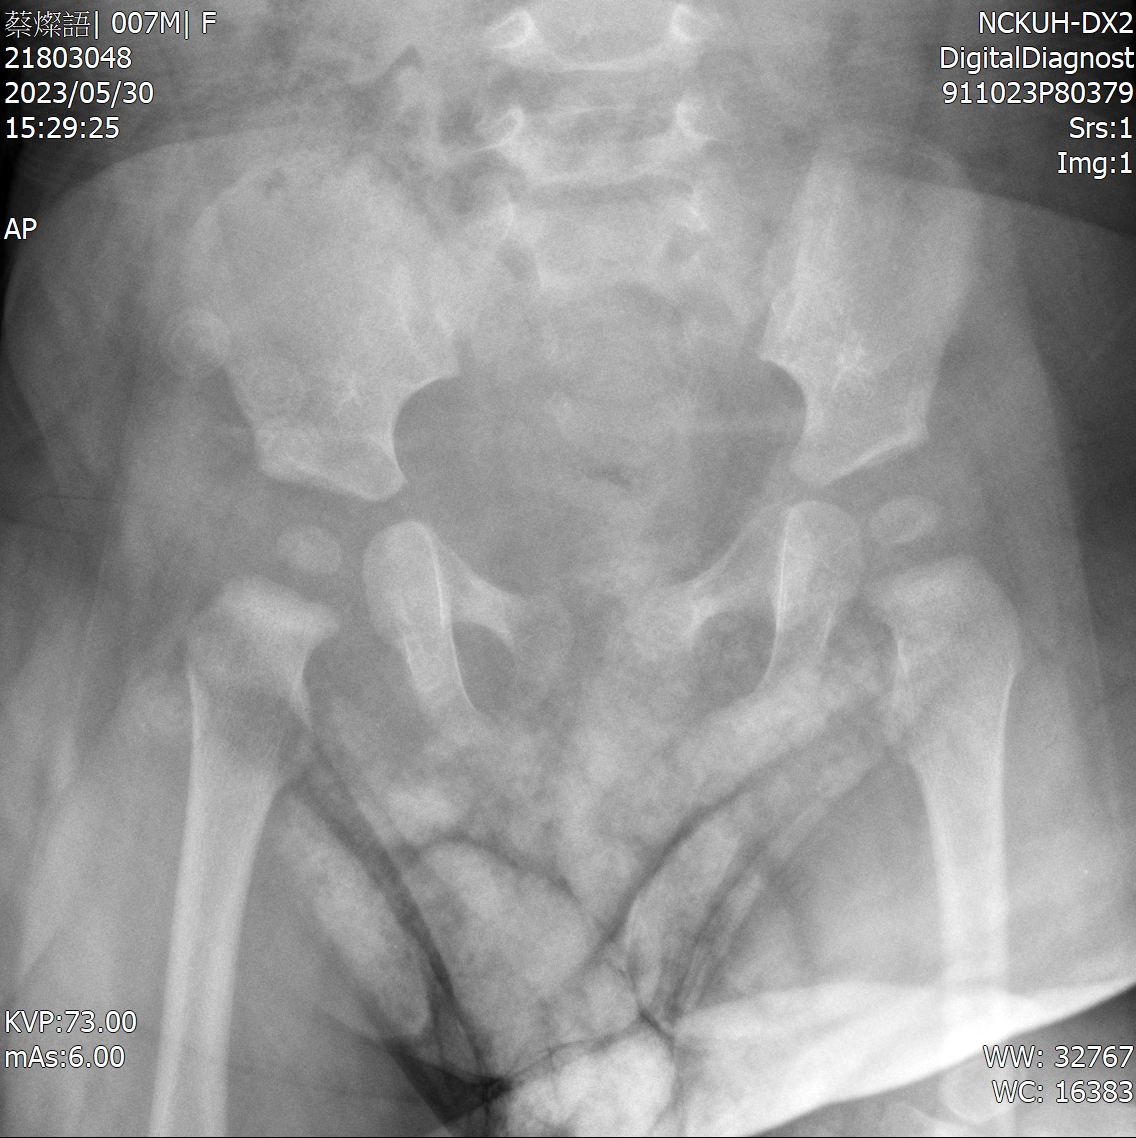 蔡燦語| 007M| F
21803048
2023/05/30
15:29:25
AP
NCKUH-DX2
DigitalDiagnost
911023P80379
Srs:1
Img:1
KVP:73.00
mAs:6.00
WW: 32767
WC: 16383